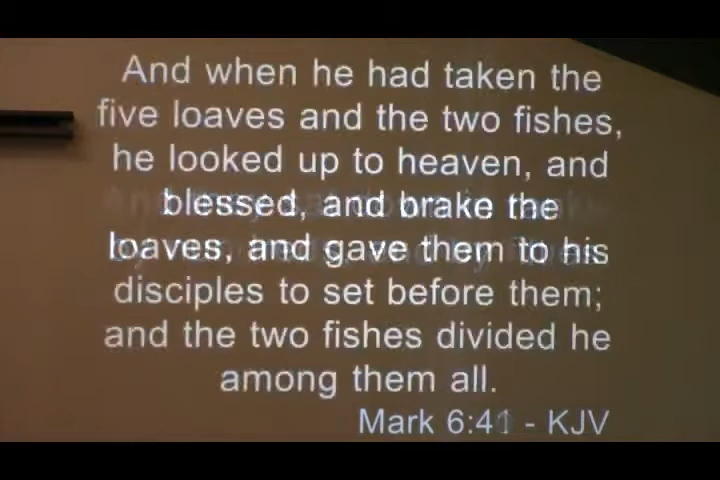 And when he had taken the
five loaves and the two fishes,
he looked up to heaven, and
blessed, and brake the
loaves, and gave them to his
disciples to set before them;
and the two fishes divided he
among them all.
Mark 6:41 - KJV